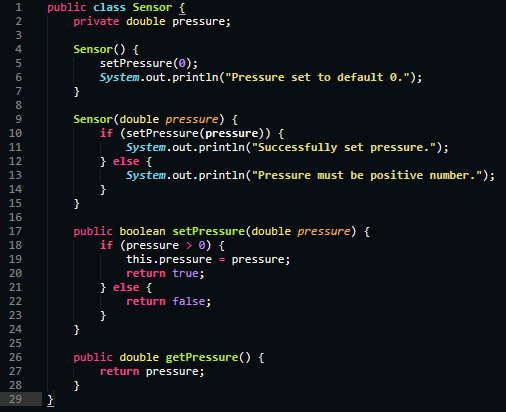 1 public class Sensor {
2     private double pressure;
3
4     Sensor() {
5         setPressure(0);
6         System.out.println("Pressure set to default 0.");
7     }
8
9     Sensor(double pressure) {
10         if (setPressure(pressure)) {
11             System.out.println("Successfully set pressure.");
12         } else {
13             System.out.println("Pressure must be positive number.");
14         }
15     }
16
17     public boolean setPressure(double pressure) {
18         if (pressure > 0) {
19             this.pressure = pressure;
20             return true;
21         } else {
22             return false;
23         }
24     }
25
26     public double getPressure() {
27         return pressure;
28     }
29 }